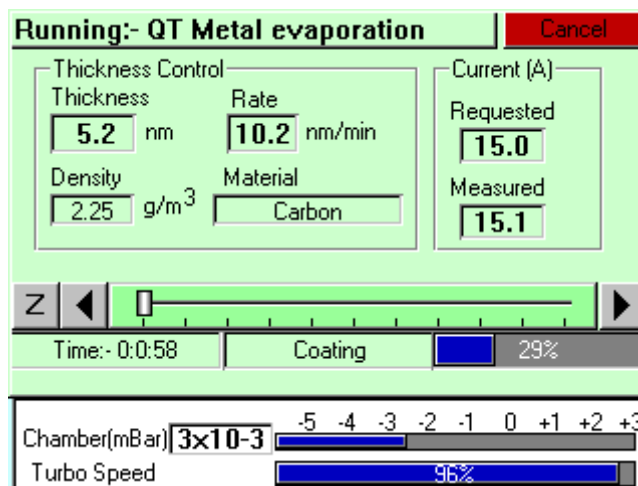 Running:- QT Metal evaporation Cancel
Thickness Control Current (A)
Thickness Rate Requested
5.2 nm 10.2 nm/min 15.0
Density Material Measured
2.25 g/m³ Carbon 15.1
Z
Time:- 0:0:58 Coating 29%
-5 -4 -3 -2 -1 0 +1 +2 +3
Chamber(mBar) 3x10-3
Turbo Speed 96%